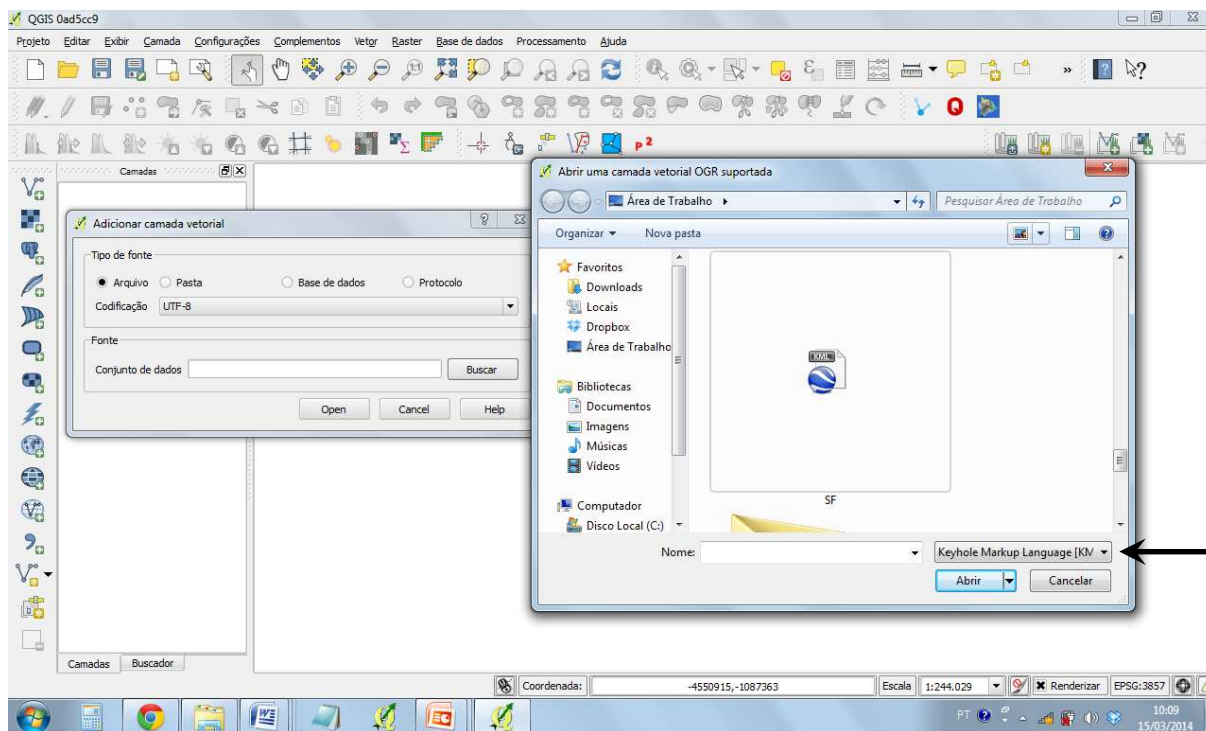 QGIS 0ad5cc9
Projeto Editar Exibir Camada Configurações Complementos Vetor Raster Base de dados Processamento Ajuda
Camadas
Adicionar camada vetorial
Tipo de fonte
Arquivo Pasta Base de dados Protocolo
Codificação UTF-8
Fonte
Conjunto de dados Buscar
Open Cancel Help
Abrir uma camada vetorial OGR suportada
Área de Trabalho Pesquisar Área de Trabalho
Organizar Nova pasta
Favoritos
Downloads
Locais
Dropbox
Área de Trabalho
Bibliotecas
Documentos
Imagens
Músicas
Vídeos
Computador
Disco Local (C:)
KML
SF
Nome: Keyhole Markup Language [KM
Abrir Cancelar
Camadas Buscador
Coordenada: -4550915,-1087363 Escala 1:244.029 Renderizar EPSG:3857
PT 10:09
15/03/2014